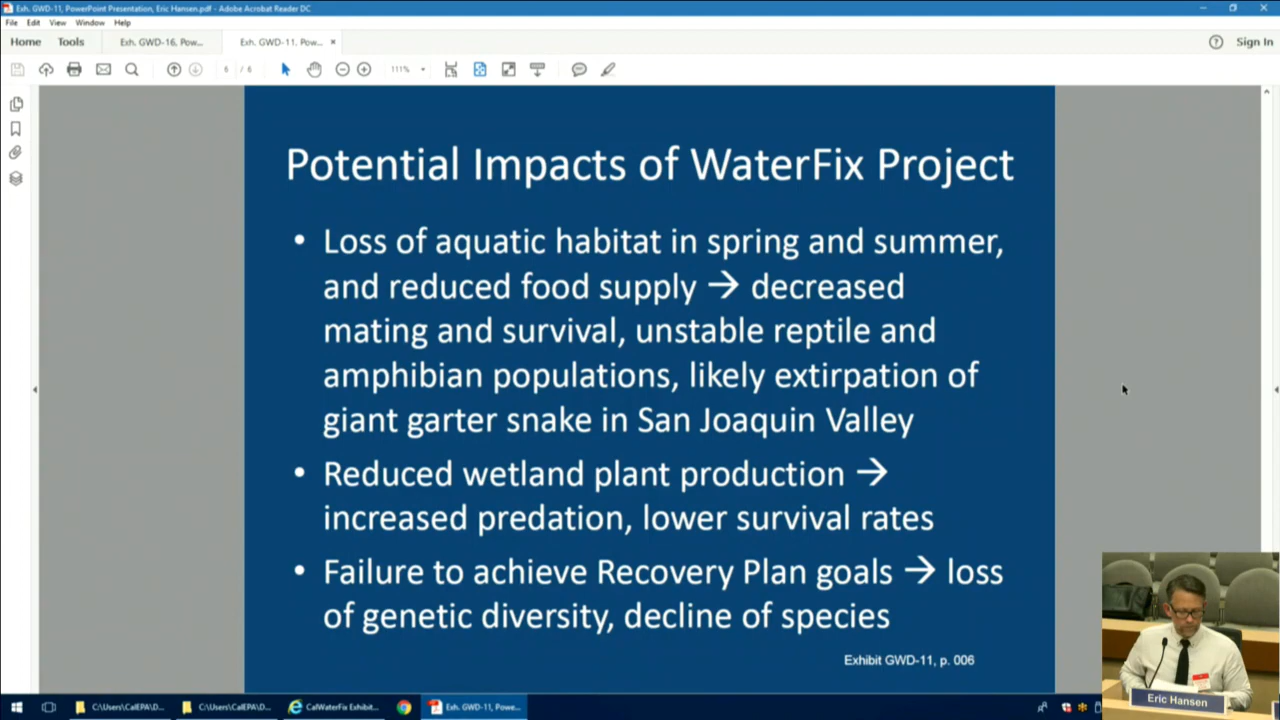 Exh. GWD-11, PowerPoint Presentation, Eric Hansen.pdf - Adobe Acrobat Reader DC
File Edit View Window Help
Home Tools Exh. GWD-16, Pow... Exh. GWD-11, Pow... Sign In
6 / 6 111%
Potential Impacts of WaterFix Project
• Loss of aquatic habitat in spring and summer,
and reduced food supply → decreased
mating and survival, unstable reptile and
amphibian populations, likely extirpation of
giant garter snake in San Joaquin Valley
• Reduced wetland plant production →
increased predation, lower survival rates
• Failure to achieve Recovery Plan goals → loss
of genetic diversity, decline of species
Exhibit GWD-11, p. 006
Eric Hansen
C:\Users\CalEPA\D... C:\Users\CalEPA\D... CalWaterFix Exhibit... Exh. GWD-11, Powe...